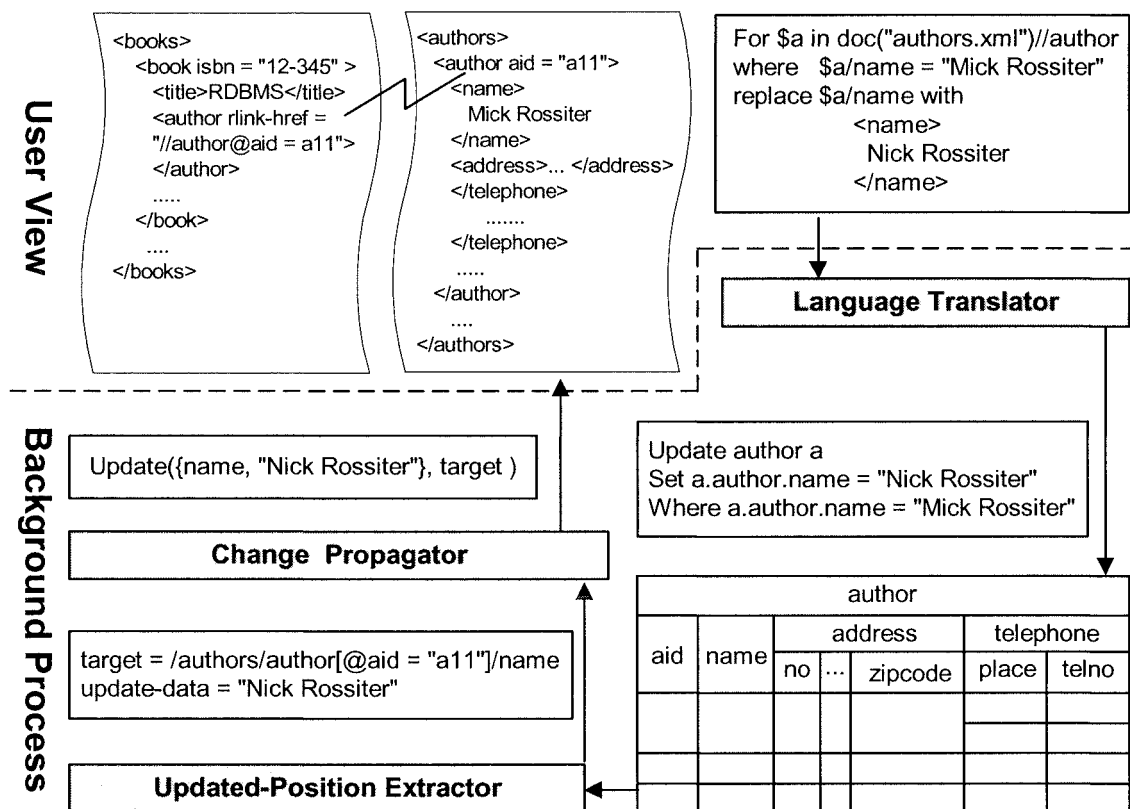 User View
<books>
<book isbn = "12-345" >
<title>RDBMS</title>
<author rlink-href =
"//author@aid = a11">
</author>
.....
</book>
....
</books>
<authors>
<author aid = "a11">
<name>
Mick Rossiter
</name>
<address>... </address>
</telephone>
.......
</telephone>
.....
</author>
....
</authors>
For $a in doc("authors.xml")//author
where $a/name = "Mick Rossiter"
replace $a/name with
<name>
Nick Rossiter
</name>
Language Translator
Background Process
Update({name, "Nick Rossiter"}, target )
Change Propagator
target = /authors/author[@aid = "a11"]/name
update-data = "Nick Rossiter"
Updated-Position Extractor
Update author a
Set a.author.name = "Nick Rossiter"
Where a.author.name = "Mick Rossiter"
author
aid name address telephone
no ... zipcode place telno